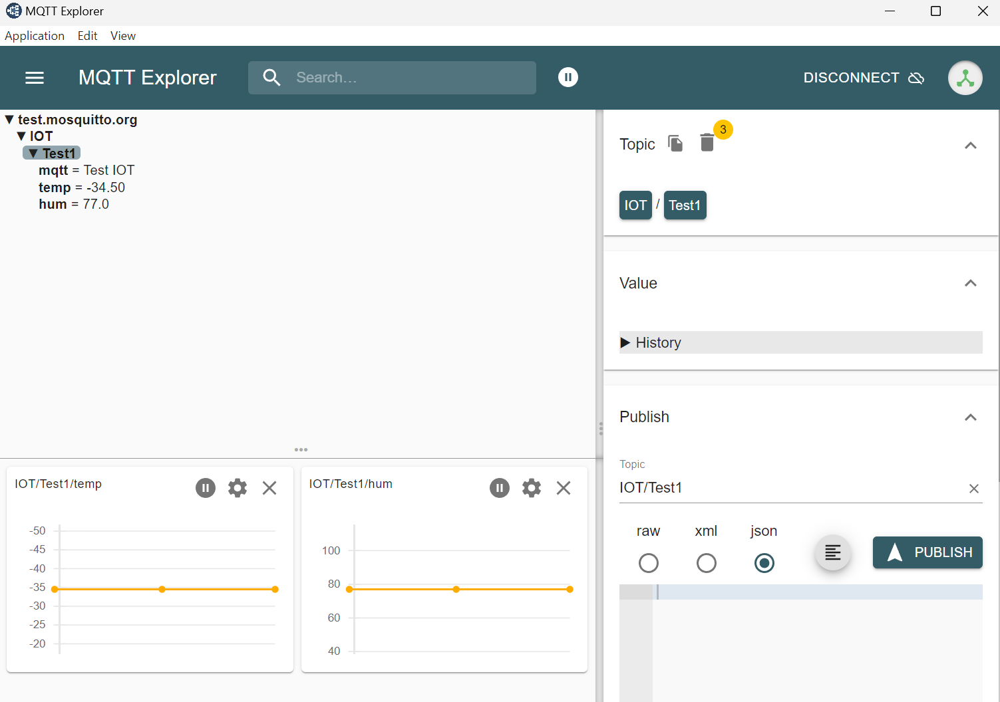 MQTT Explorer
Application Edit View
MQTT Explorer
Search...
DISCONNECT
▼ test.mosquitto.org
▼ IOT
▼ Test1
mqtt = Test IOT
temp = -34.50
hum = 77.0
IOT/Test1/temp
-50
-45
-40
-35
-30
-25
-20
IOT/Test1/hum
100
80
60
40
Topic
3
IOT / Test1
Value
▶ History
Publish
Topic
IOT/Test1
raw xml json
PUBLISH